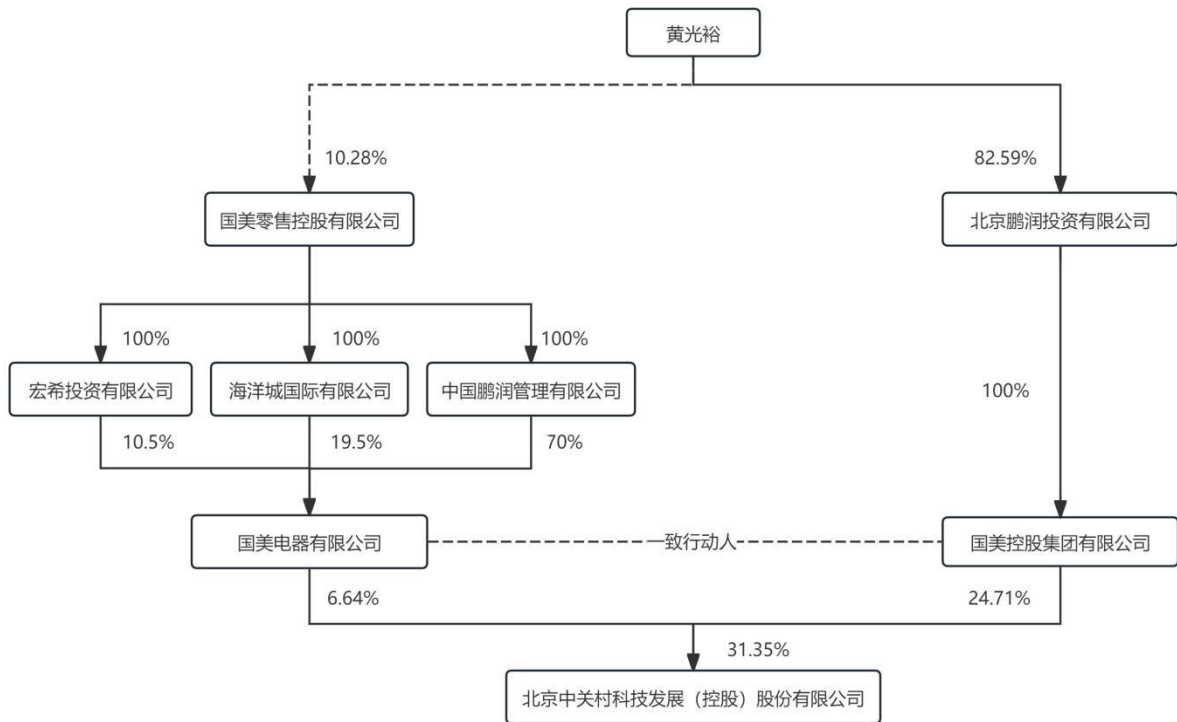 黄光裕
10.28%
82.59%
国美零售控股有限公司
北京鹏润投资有限公司
100%
100%
100%
宏希投资有限公司
海洋城国际有限公司
中国鹏润管理有限公司
100%
10.5%
19.5%
70%
国美电器有限公司
一致行动人
国美控股集团有限公司
6.64%
24.71%
31.35%
北京中关村科技发展（控股）股份有限公司